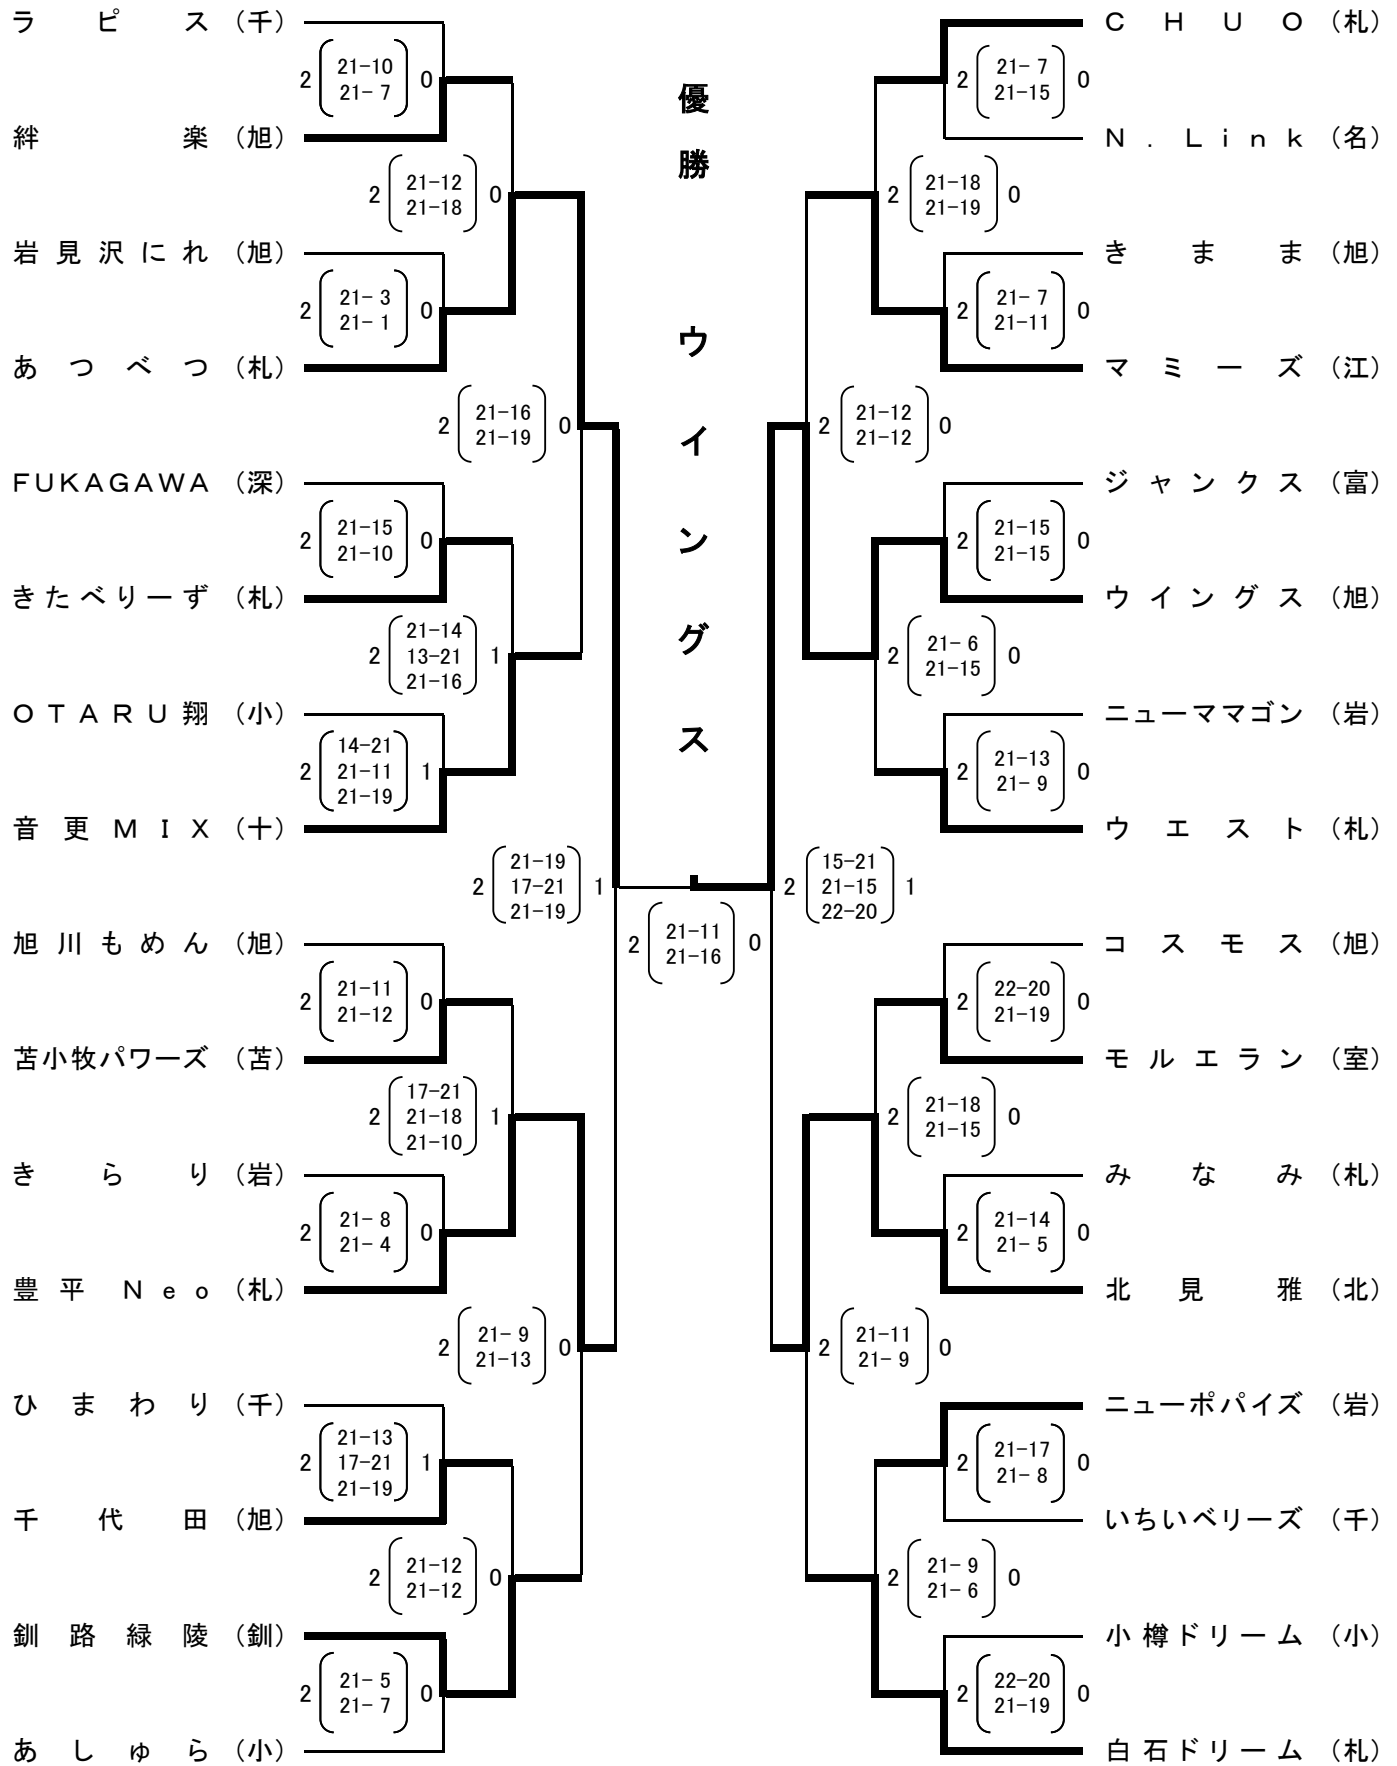 ラピス (千)
2 21-10 0
21- 7
絆楽 (旭)
2 21-12 0
21-18
岩見沢にれ (旭)
2 21- 3 0
21- 1
あつべつ (札)
2 21-16 0
21-19
FUKAGAWA (深)
2 21-15 0
21-10
きたべりーず (札)
2 21-14 1
13-21
21-16
OTARU翔 (小)
2 14-21 1
21-11
21-19
音更MIX (十)
2 21-19 1
17-21
21-19
旭川もめん (旭)
2 21-11 0
21-12
苫小牧パワーズ (苫)
2 17-21 1
21-18
21-10
きらり (岩)
2 21- 8 0
21- 4
豊平 Neo (札)
2 21- 9 0
21-13
ひまわり (千)
2 21-13 1
17-21
21-19
千代田 (旭)
2 21-12 0
21-12
釧路緑陵 (釧)
2 21- 5 0
21- 7
あしゅら (小)
優勝 ウイングス
2 21-11 0
21-16
CHUO (札)
2 21- 7 0
21-15
N.Link (名)
2 21-18 0
21-19
きまま (旭)
2 21- 7 0
21-11
マミーズ (江)
2 21-12 0
21-12
ジャンクス (富)
2 21-15 0
21-15
ウイングス (旭)
2 21- 6 0
21-15
ニューママゴン (岩)
2 21-13 0
21- 9
ウエスト (札)
2 15-21 1
21-15
22-20
コスモス (旭)
2 22-20 0
21-19
モルエラン (室)
2 21-18 0
21-15
みなみ (札)
2 21-14 0
21- 5
北見雅 (北)
2 21-11 0
21- 9
ニューポパイズ (岩)
2 21-17 0
21- 8
いちいベリーズ (千)
2 21- 9 0
21- 6
小樽ドリーム (小)
2 22-20 0
21-19
白石ドリーム (札)